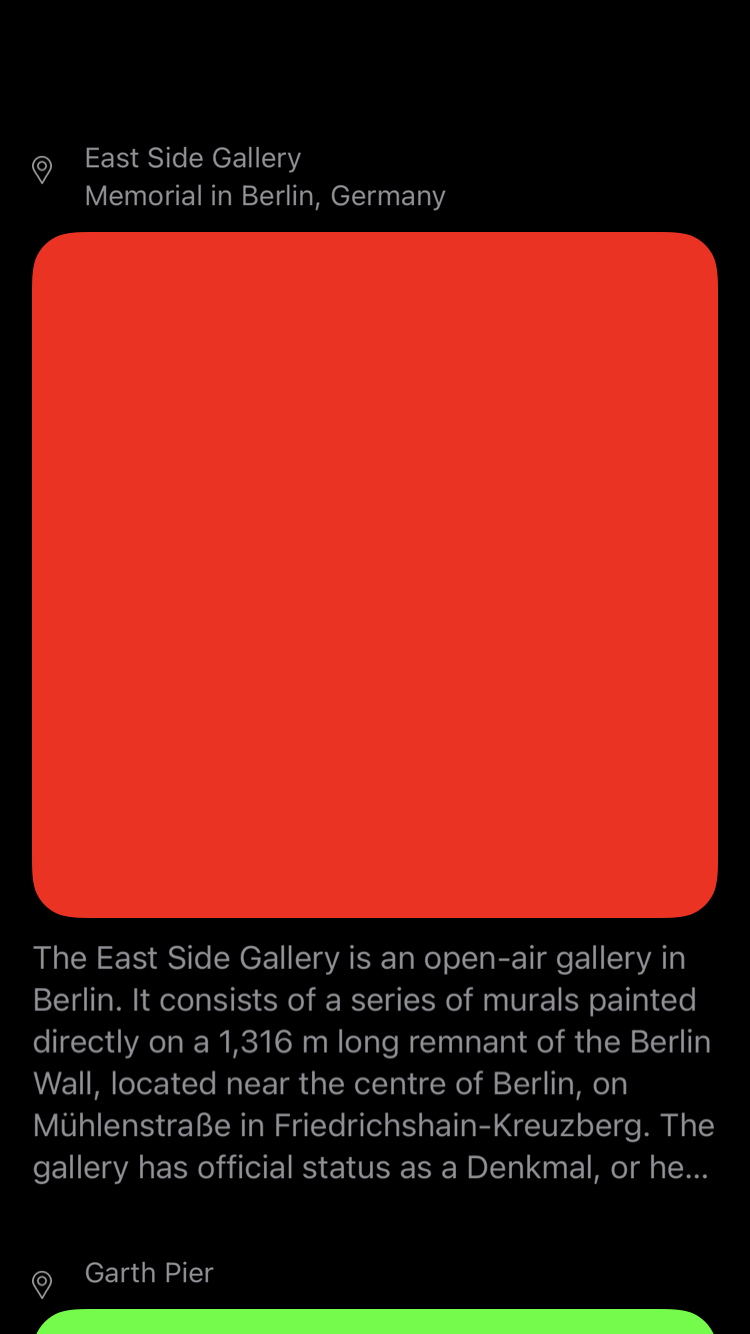 East Side Gallery
Memorial in Berlin, Germany
The East Side Gallery is an open-air gallery in
Berlin. It consists of a series of murals painted
directly on a 1,316 m long remnant of the Berlin
Wall, located near the centre of Berlin, on
Mühlenstraße in Friedrichshain-Kreuzberg. The
gallery has official status as a Denkmal, or he…
Garth Pier